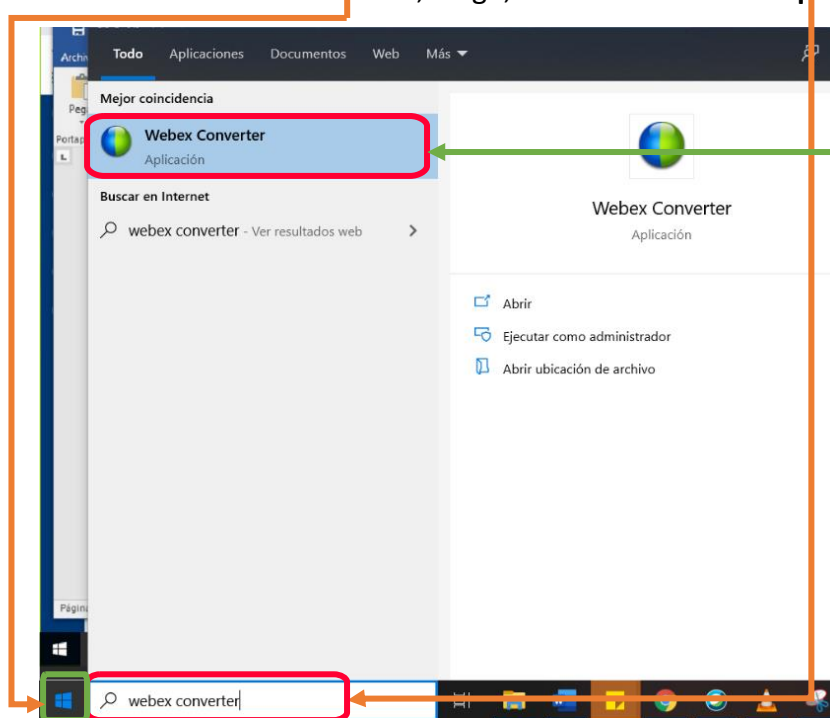 Todo Aplicaciones Documentos Web Más
Mejor coincidencia
Webex Converter
Aplicación
Buscar en Internet
webex converter - Ver resultados web
Webex Converter
Aplicación
Abrir
Ejecutar como administrador
Abrir ubicación de archivo
webex converter